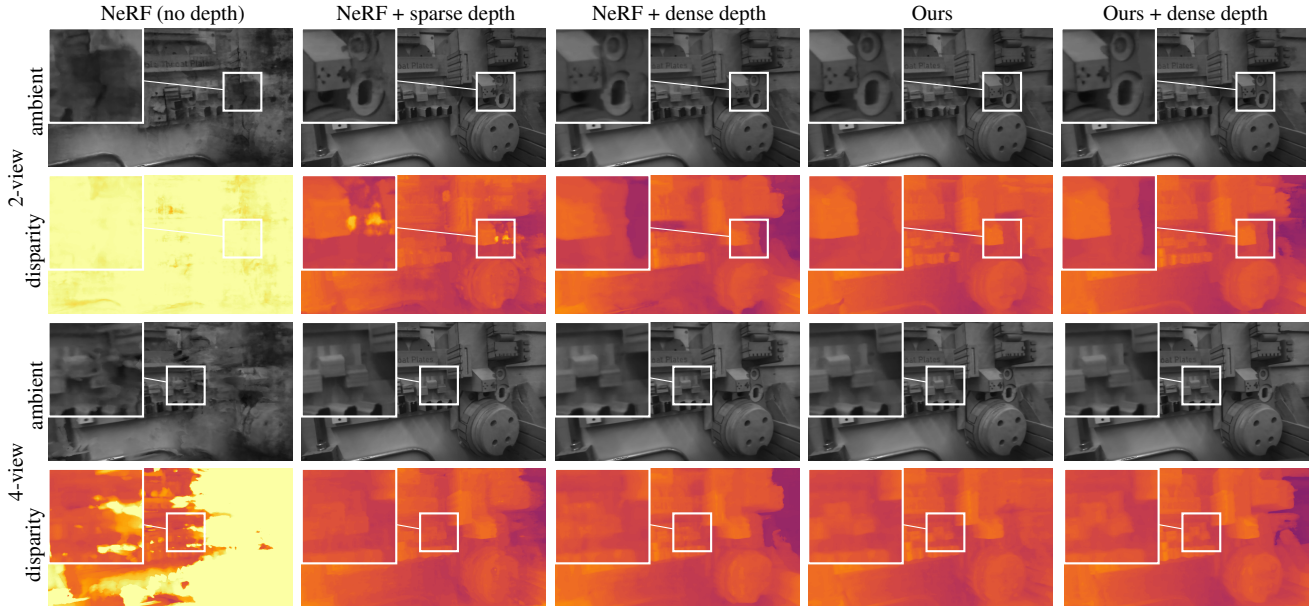 NeRF (no depth) NeRF + sparse depth NeRF + dense depth Ours Ours + dense depth
2-view
ambient
disparity
4-view
ambient
disparity